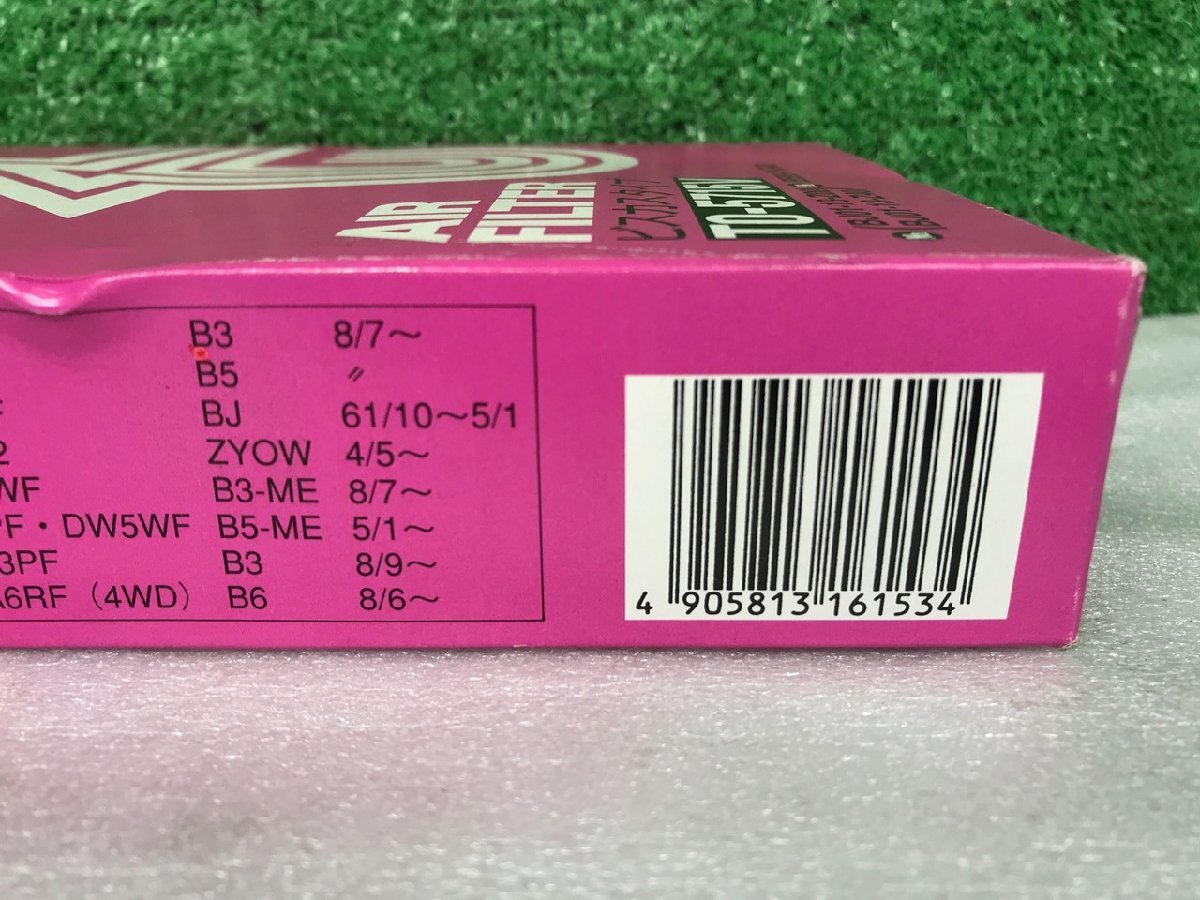 AIR
FILTER
ビスカスタイプ
B3 8/7～
B5 〃
F BJ 61/10～5/1
2 ZYOW 4/5～
WF B3-ME 8/7～
PF・DW5WF B5-ME 5/1～
3PF B3 8/9～
A6RF（4WD） B6 8/6～
4 905813 161534